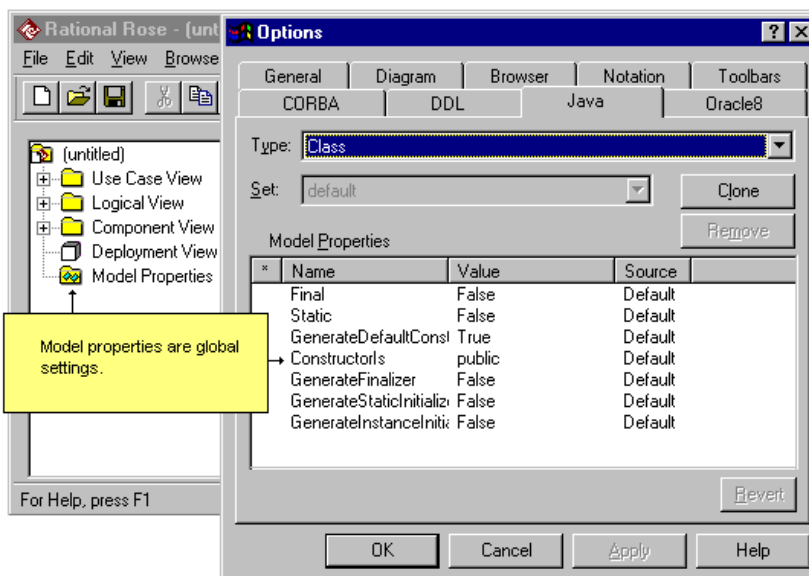 Rational Rose - (unt
File Edit View Browse
(untitled)
Use Case View
Logical View
Component View
Deployment View
Model Properties
Model properties are global
settings.
For Help, press F1
Options
General Diagram Browser Notation Toolbars
CORBA DDL Java Oracle8
Type: Class
Set: default Clone
Remove
Model Properties
* Name Value Source
Final False Default
Static False Default
GenerateDefaultConst True Default
ConstructorIs public Default
GenerateFinalizer False Default
GenerateStaticInitialize False Default
GenerateInstanceInitia False Default
Revert
OK Cancel Apply Help